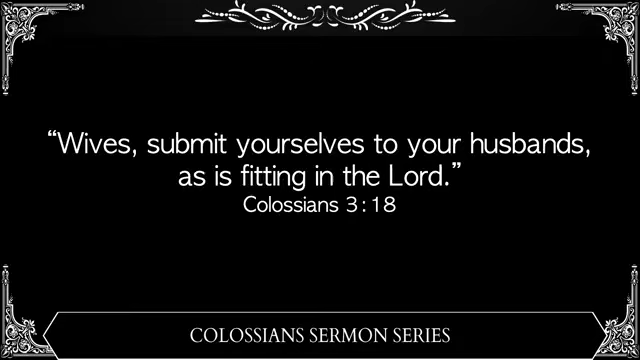 “Wives, submit yourselves to your husbands,
as is fitting in the Lord.”
Colossians 3:18
COLOSSIANS SERMON SERIES